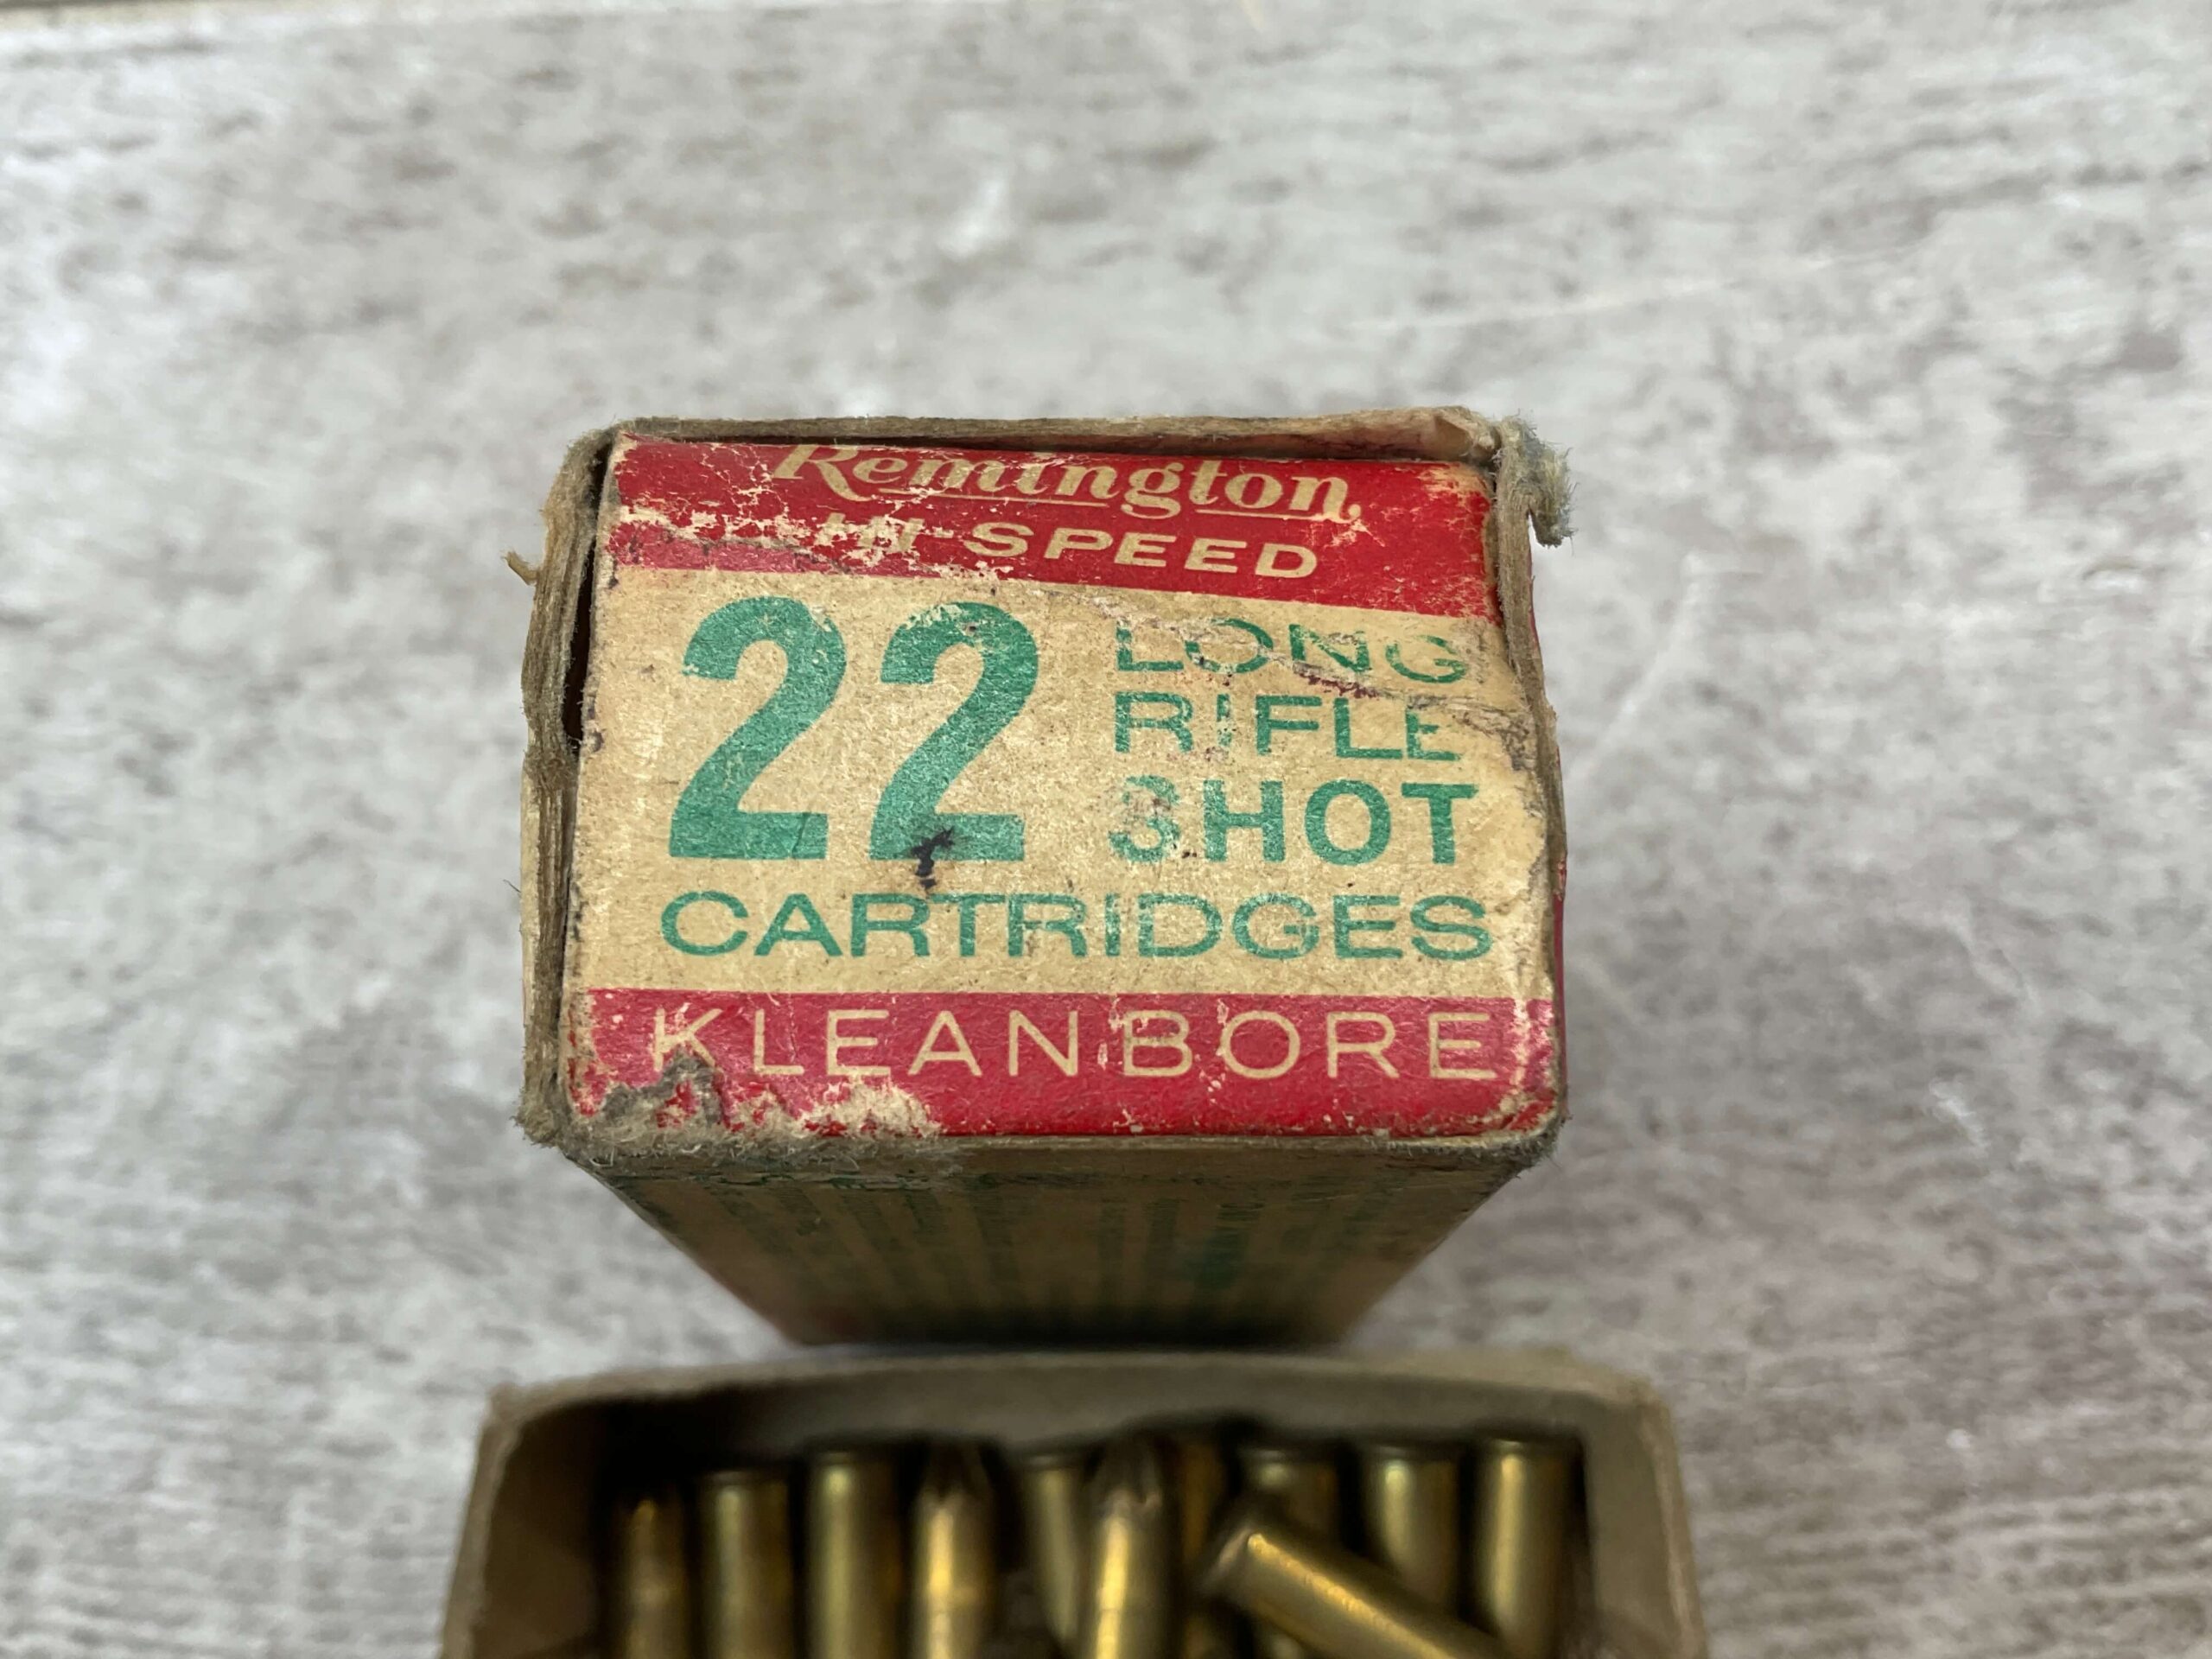 Remington
HI-SPEED
22 LONG
RIFLE
SHOT
CARTRIDGES
KLEANBORE